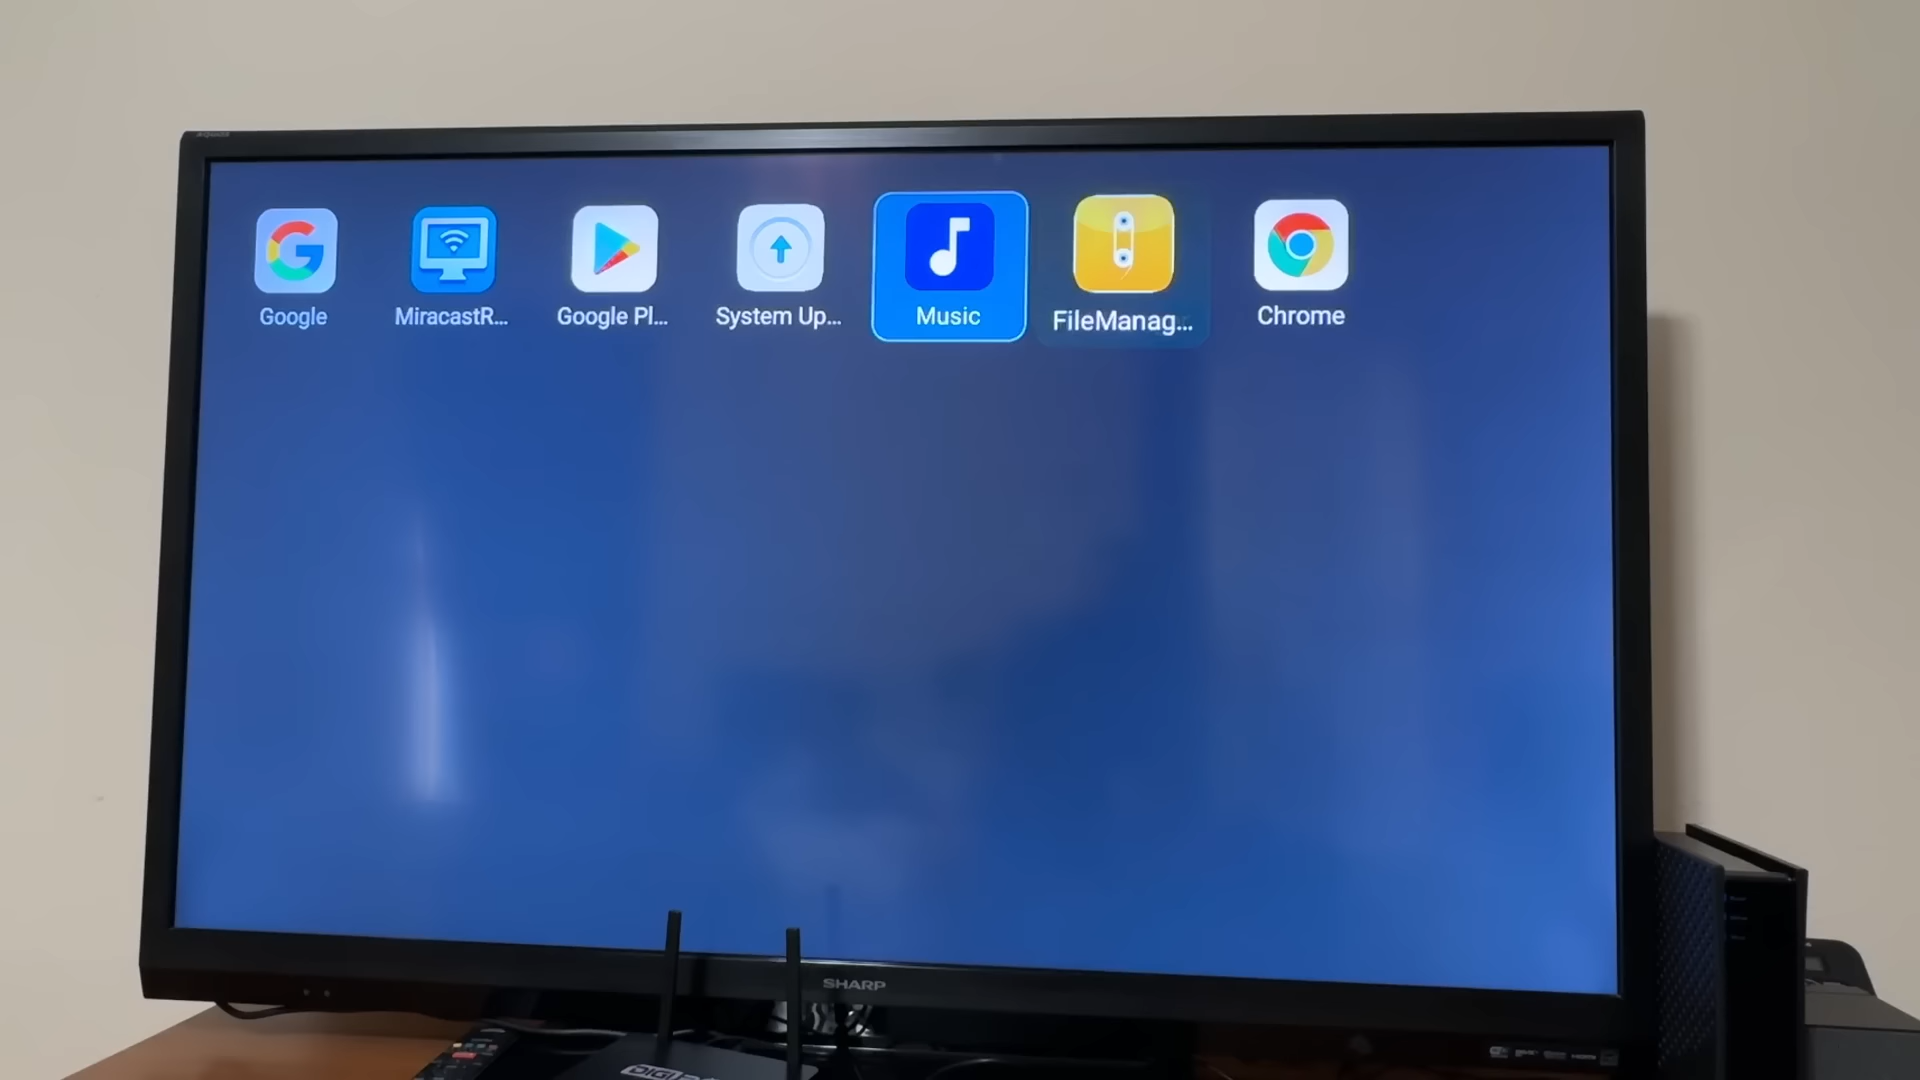 Google
MiracastR...
Google Pl...
System Up...
Music
FileManag...
Chrome
SHARP